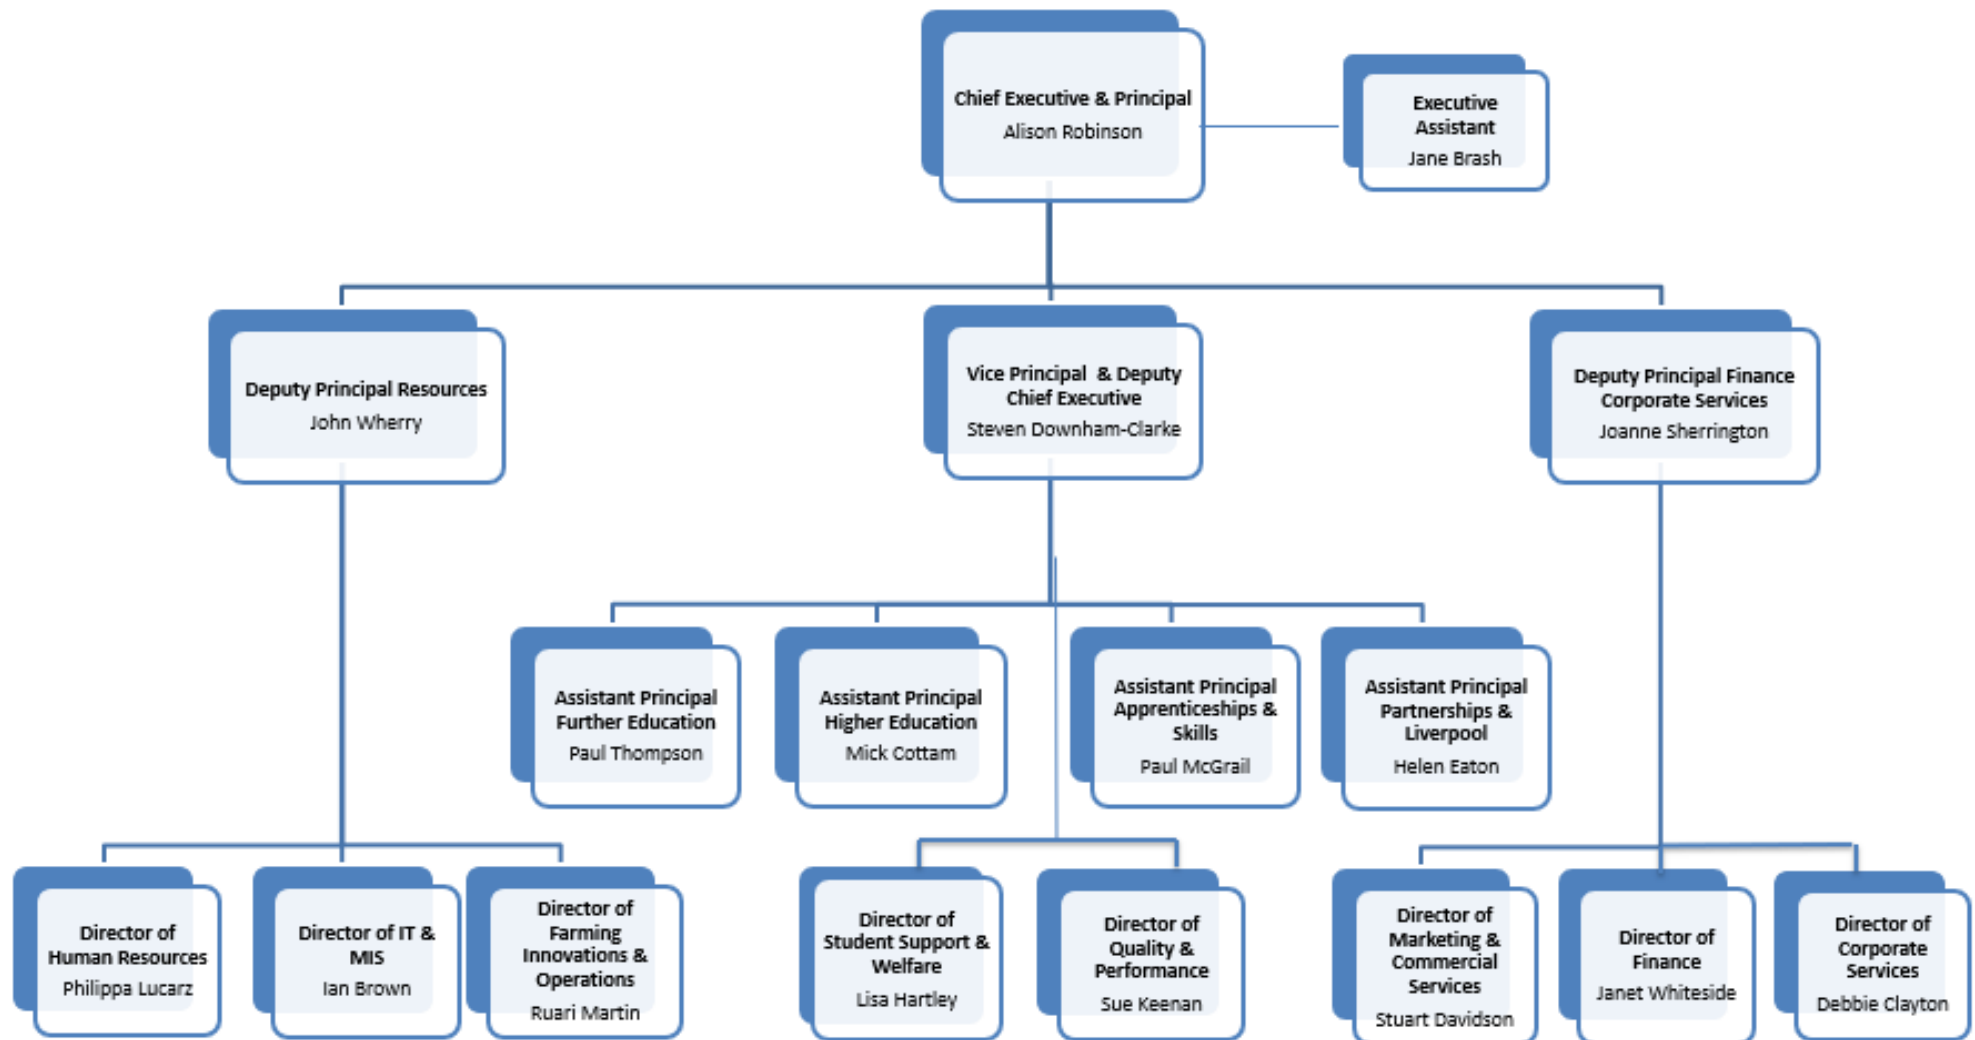 Chief Executive & Principal
Alison Robinson
Executive
Assistant
Jane Brash
Deputy Principal Resources
John Wherry
Vice Principal & Deputy
Chief Executive
Steven Downham-Clarke
Deputy Principal Finance
Corporate Services
Joanne Sherrington
Assistant Principal
Further Education
Paul Thompson
Assistant Principal
Higher Education
Mick Cottam
Assistant Principal
Apprenticeships &
Skills
Paul McGrail
Assistant Principal
Partnerships &
Liverpool
Helen Eaton
Director of
Human Resources
Philippa Lucarz
Director of IT &
MIS
Ian Brown
Director of
Farming
Innovations &
Operations
Ruari Martin
Director of
Student Support &
Welfare
Lisa Hartley
Director of
Quality &
Performance
Sue Keenan
Director of
Marketing &
Commercial
Services
Stuart Davidson
Director of
Finance
Janet Whiteside
Director of
Corporate
Services
Debbie Clayton